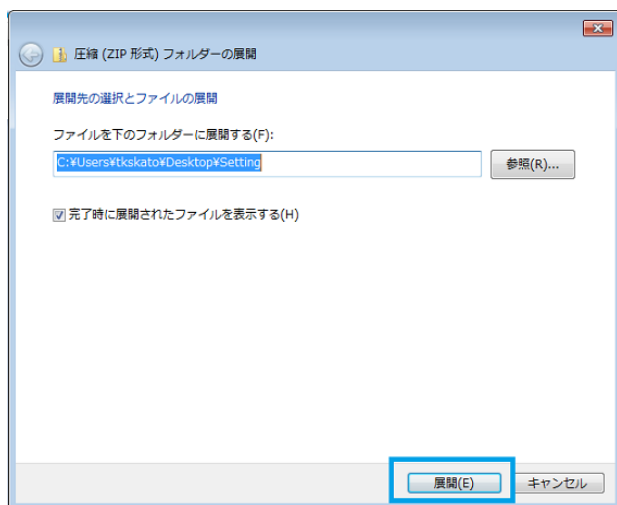 圧縮 (ZIP 形式) フォルダーの展開
展開先の選択とファイルの展開
ファイルを下のフォルダーに展開する(F):
C:¥Users¥tkskato¥Desktop¥Setting
参照(R)...
完了時に展開されたファイルを表示する(H)
展開(E)
キャンセル